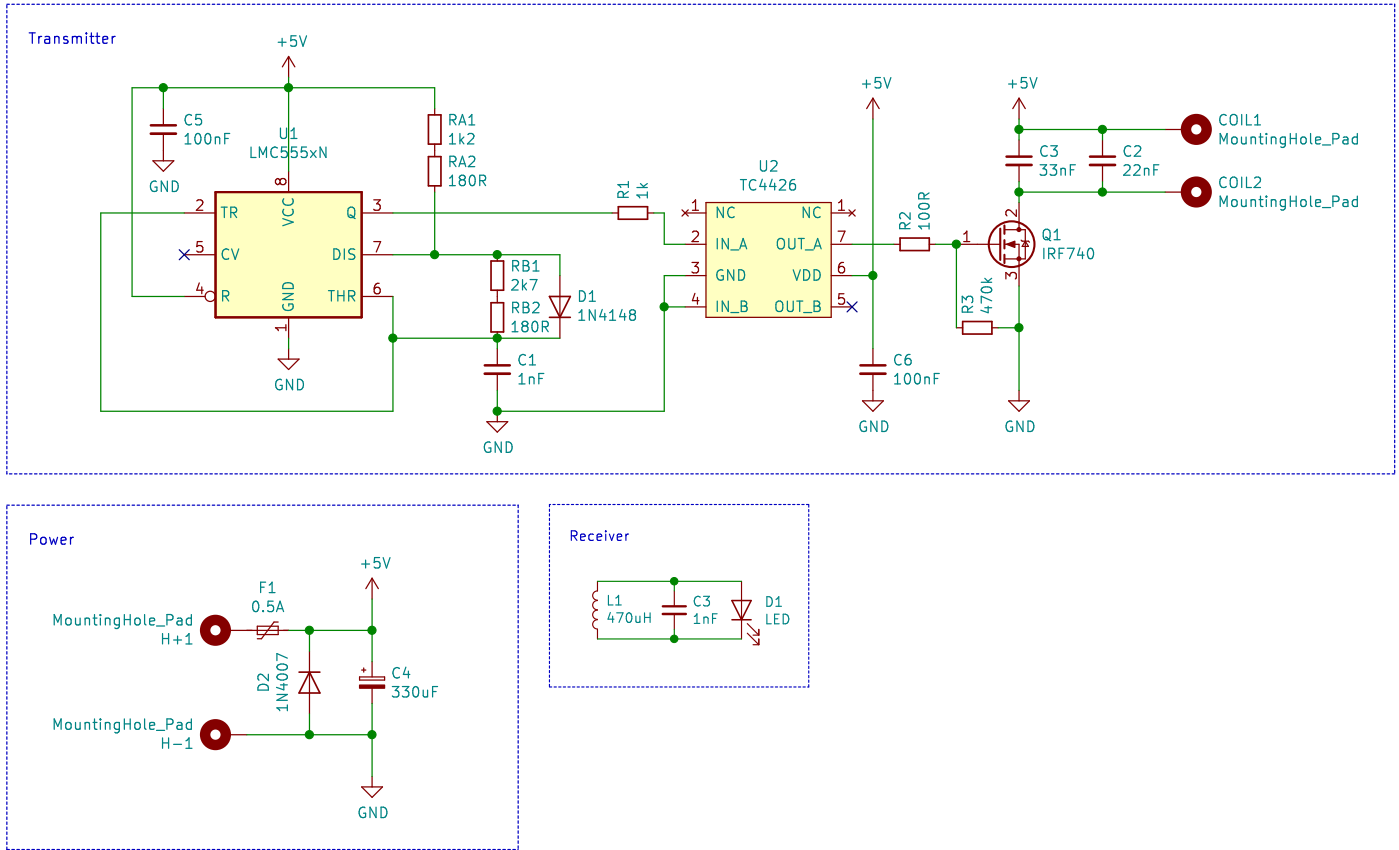 Transmitter
+5V
C5
100nF
GND
U1
LMC555xN
RA1
1k2
RA2
180R
8
VCC
2
TR
Q
3
5
CV
DIS
7
4
R
GND
THR
6
1
GND
RB1
2k7
RB2
180R
D1
1N4148
C1
1nF
GND
R1
1k
U2
TC4426
1
NC
NC
1
2
IN_A
OUT_A
7
3
GND
VDD
6
4
IN_B
OUT_B
5
+5V
C6
100nF
GND
R2
100R
+5V
C3
33nF
C2
22nF
COIL1
MountingHole_Pad
COIL2
MountingHole_Pad
2
1
Q1
IRF740
3
R3
470k
GND
Power
+5V
F1
0.5A
MountingHole_Pad
H+1
D2
1N4007
+
C4
330uF
MountingHole_Pad
H-1
GND
Receiver
L1
470uH
C3
1nF
D1
LED